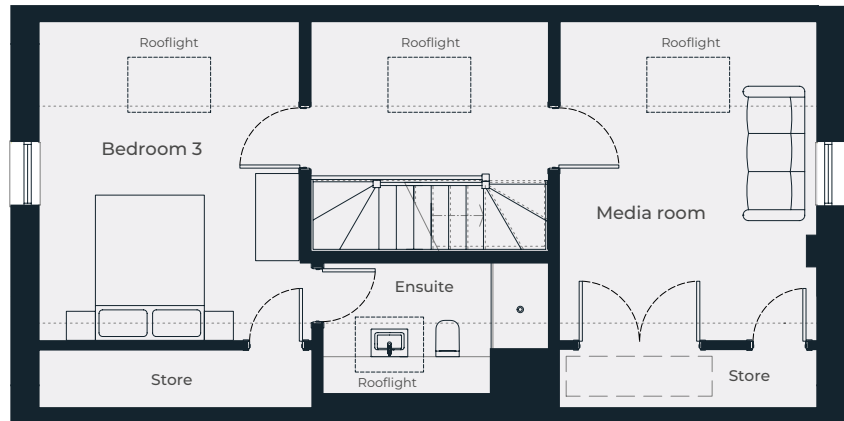 Rooflight
Rooflight
Rooflight
Bedroom 3
Media room
Ensuite
Store
Rooflight
Store